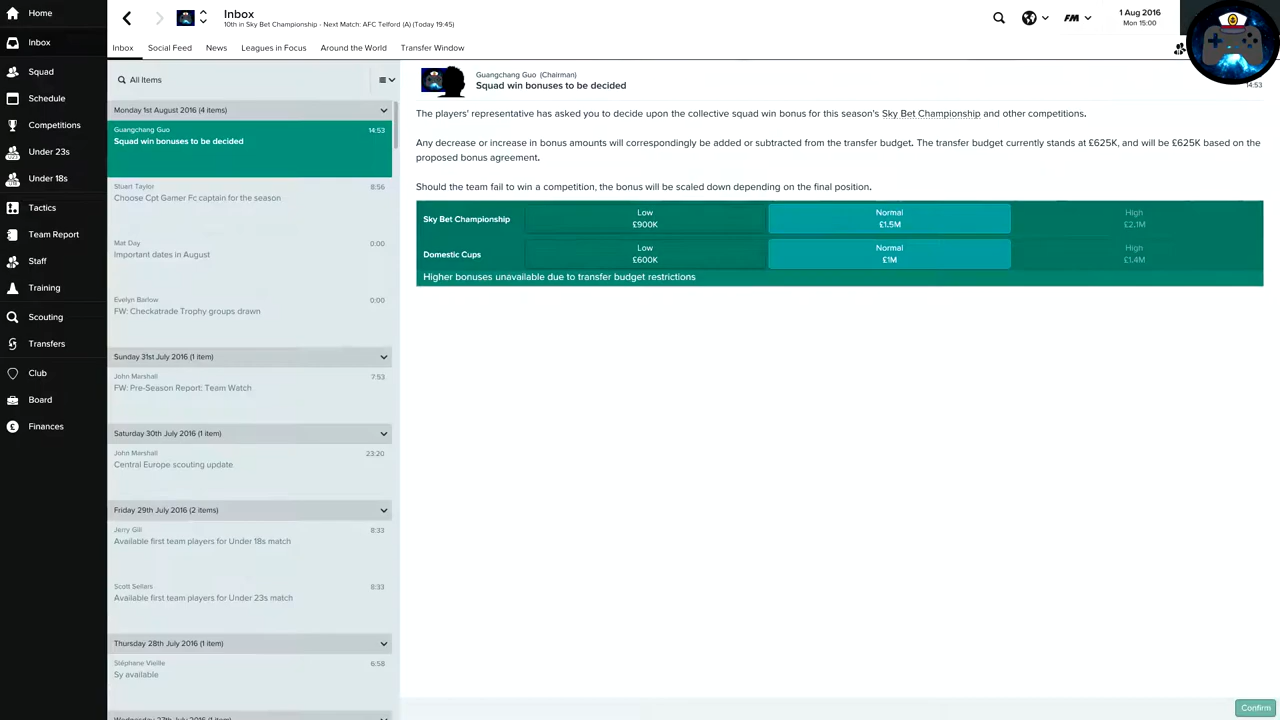 Home
Inbox
Squad
Schedule
Competitions
Under 23s
Under 18s
Tactics
Team Report
Staff
Training
Scouting
Transfers
Club
Board
Finances
Inbox
10th in Sky Bet Championship - Next Match: AFC Telford (A) (Today 19:45)
FM
1 Aug 2016
Mon 15:00
Inbox
Social Feed
News
Leagues in Focus
Around the World
Transfer Window
All Items
Monday 1st August 2016 (4 items)
Guangchang Guo
14:53
Squad win bonuses to be decided
Stuart Taylor
8:56
Choose Cpt Gamer Fc captain for the season
Mat Day
0:00
Important dates in August
Evelyn Barlow
0:00
FW: Checkatrade Trophy groups drawn
Sunday 31st July 2016 (1 item)
John Marshall
7:53
FW: Pre-Season Report: Team Watch
Saturday 30th July 2016 (1 item)
John Marshall
23:20
Central Europe scouting update
Friday 29th July 2016 (2 items)
Jerry Gill
8:33
Available first team players for Under 18s match
Scott Sellars
8:33
Available first team players for Under 23s match
Thursday 28th July 2016 (1 item)
Stéphane Vieille
6:58
Sy available
Wednesday 27th July 2016 (1 item)
Guangchang Guo (Chairman)
Squad win bonuses to be decided
14:53
The players' representative has asked you to decide upon the collective squad win bonus for this season's Sky Bet Championship and other competitions.
Any decrease or increase in bonus amounts will correspondingly be added or subtracted from the transfer budget. The transfer budget currently stands at £625K, and will be £625K based on the
proposed bonus agreement.
Should the team fail to win a competition, the bonus will be scaled down depending on the final position.
Sky Bet Championship
Low
£900K
Normal
£1.5M
High
£2.1M
Domestic Cups
Low
£600K
Normal
£1M
High
£1.4M
Higher bonuses unavailable due to transfer budget restrictions
Confirm